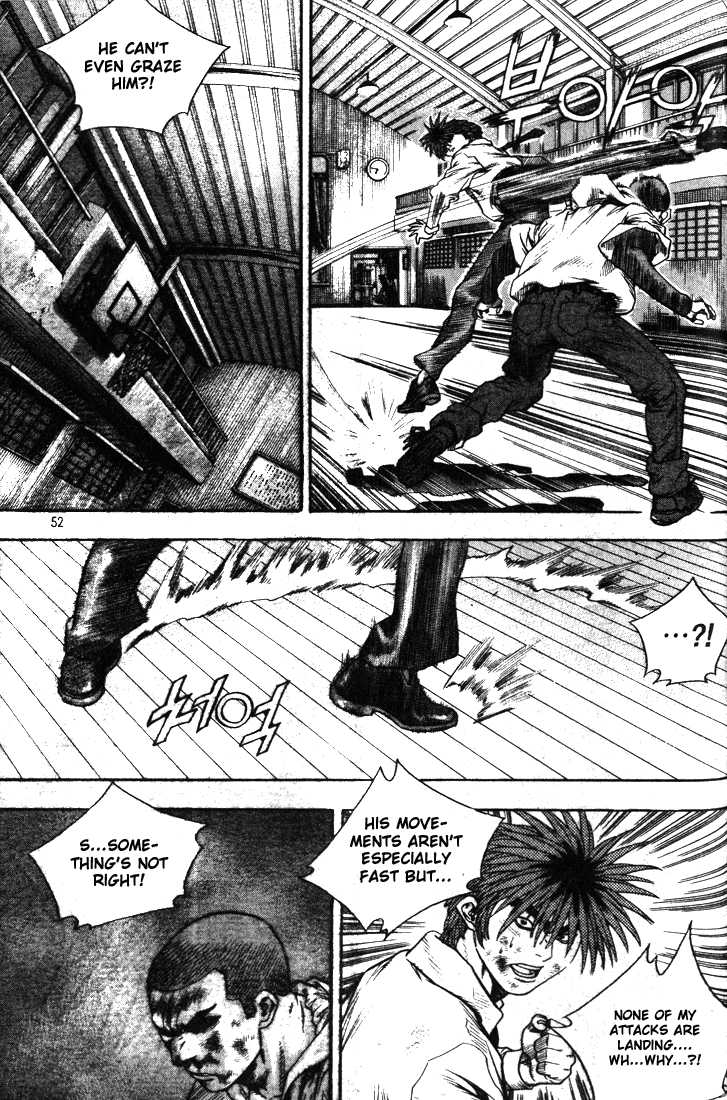 HE CAN'T
EVEN GRAZE
HIM?!
52
...?!
S...SOME-
THING'S NOT
RIGHT!
HIS MOVE-
MENTS AREN'T
ESPECIALLY
FAST BUT...
NONE OF MY
ATTACKS ARE
LANDING....
WH...WHY...?!